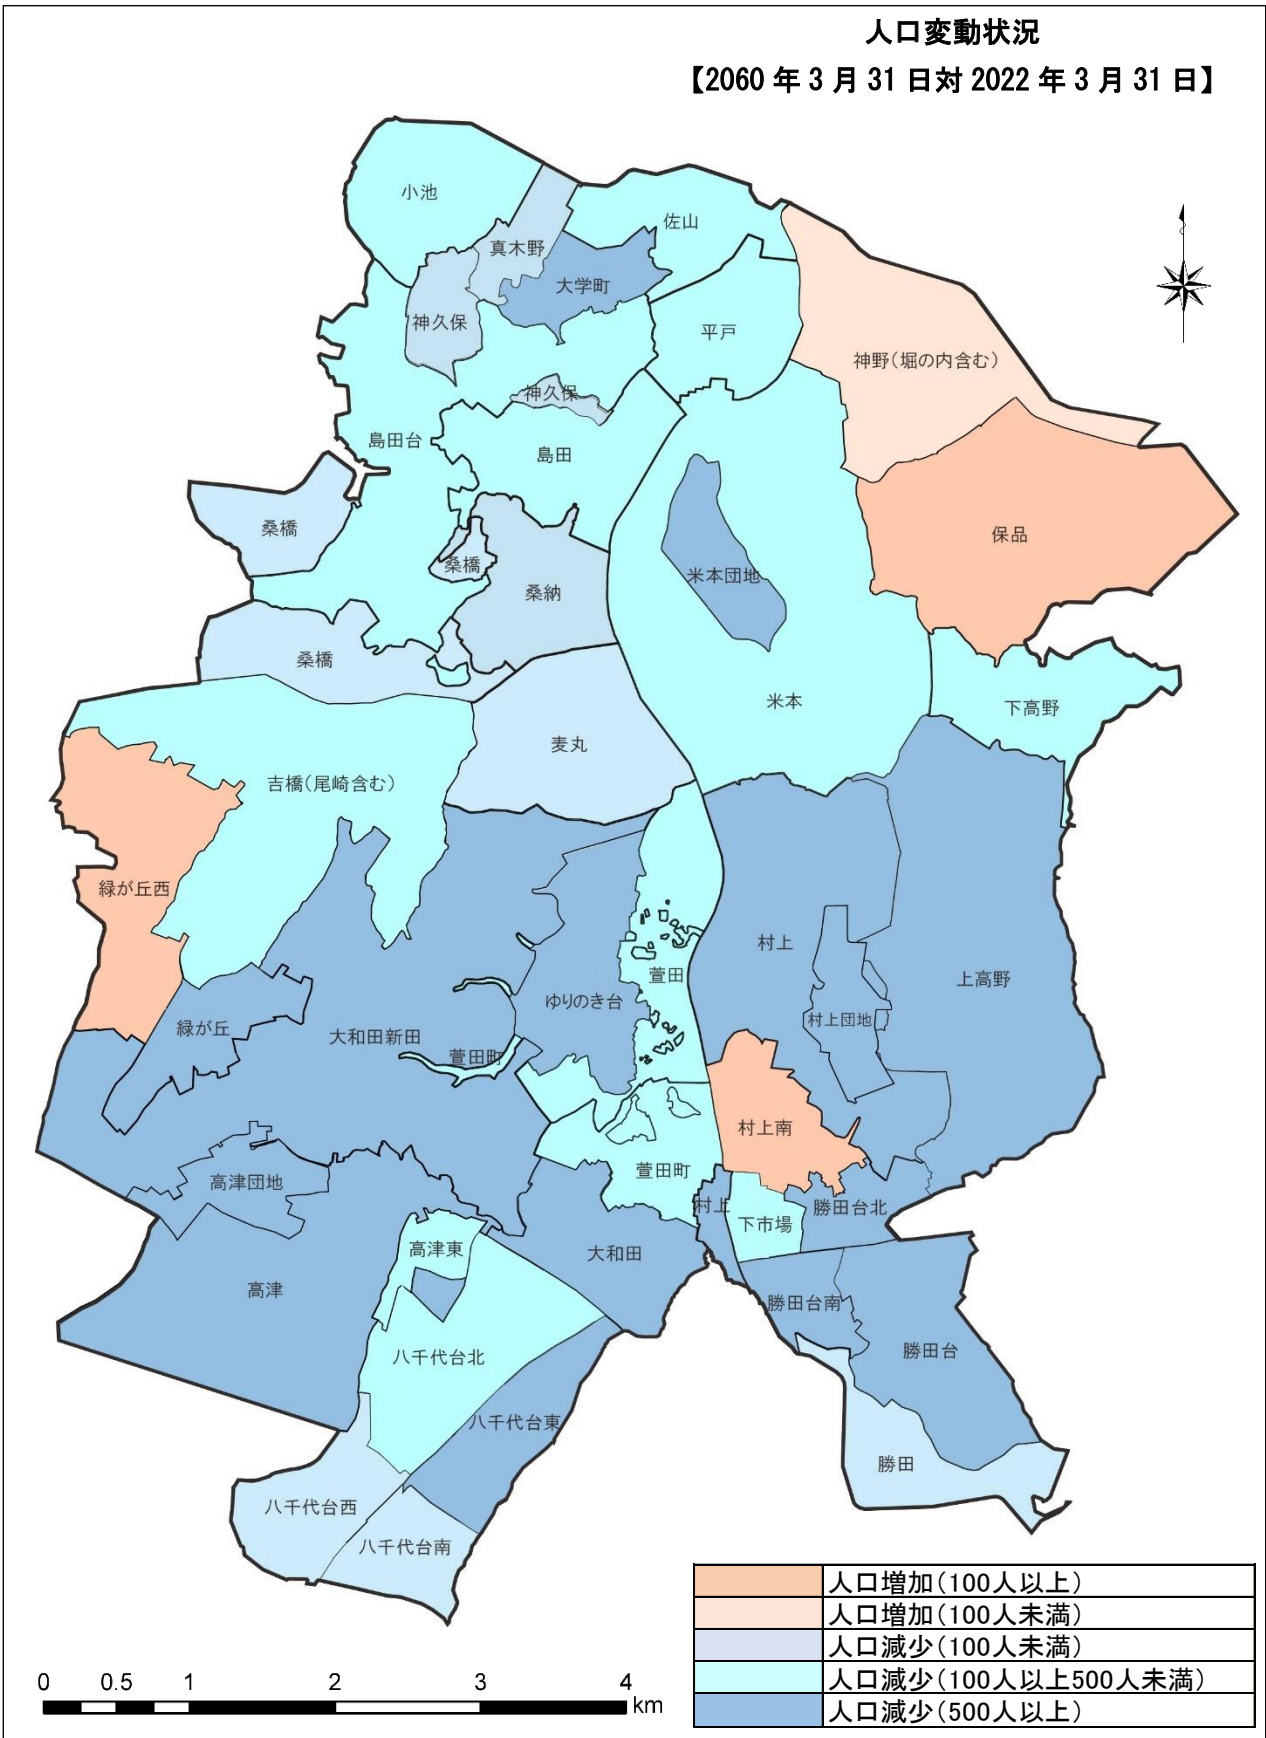 人口変動状況
【2060年3月31日対2022年3月31日】
小池
佐山
真木野
大学町
神久保
平戸
神野(堀の内含む)
神久保
島田台
島田
桑橋
保品
桑橋
米本団地
桑納
桑橋
米本
下高野
麦丸
吉橋(尾崎含む)
緑が丘西
村上
萱田
上高野
ゆりのき台
村上団地
緑が丘
大和田新田
萱田町
村上南
萱田町
高津団地
村上
勝田台北
下市場
高津東
大和田
高津
勝田台南
勝田台
八千代台北
八千代台東
勝田
八千代台西
八千代台南
人口増加(100人以上)
人口増加(100人未満)
人口減少(100人未満)
人口減少(100人以上500人未満)
人口減少(500人以上)
0 0.5 1 2 3 4
km